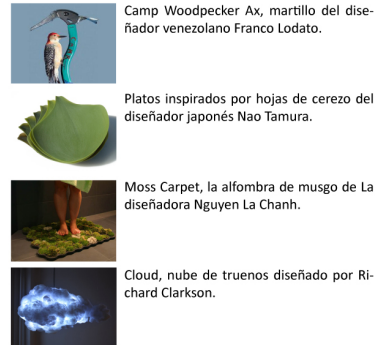 Camp Woodpecker Ax, martillo del dise-
ñador venezolano Franco Lodato.
Platos inspirados por hojas de cerezo del
diseñador japonés Nao Tamura.
Moss Carpet, la alfombra de musgo de La
diseñadora Nguyen La Chanh.
Cloud, nube de truenos diseñado por Ri-
chard Clarkson.